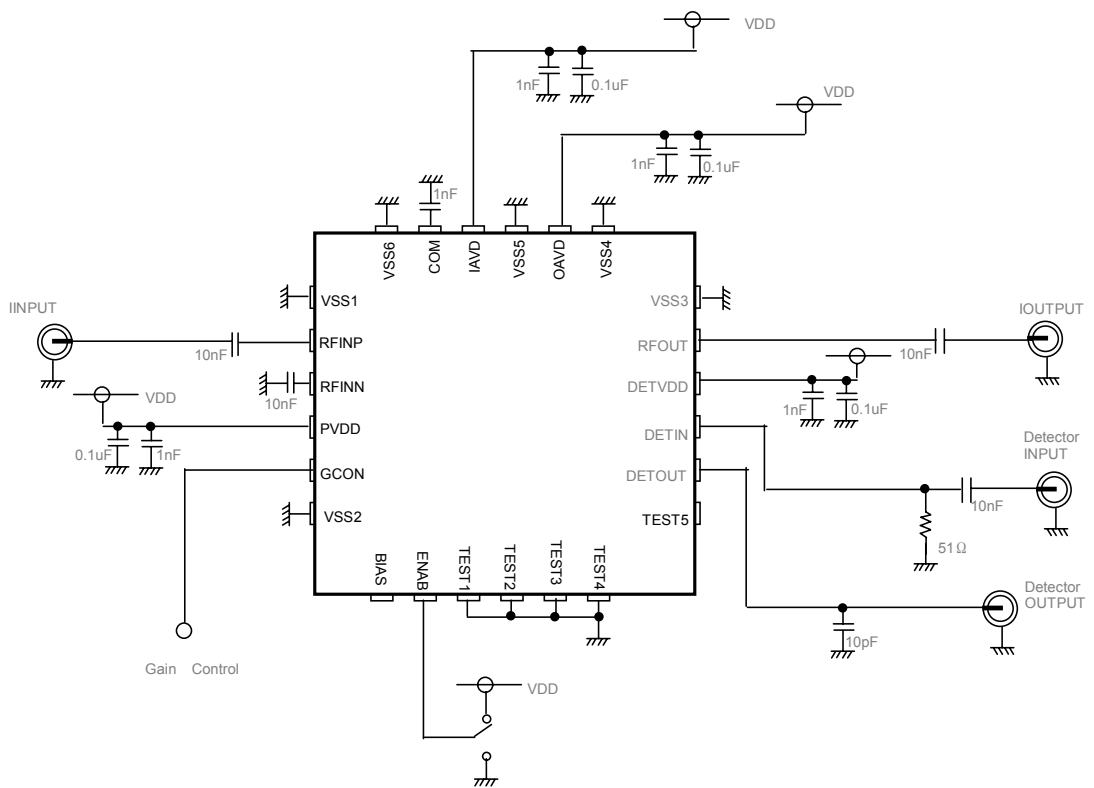 VDD
1nF
0.1uF
VDD
1nF
0.1uF
1nF
VSS6
COM
IAVD
VSS5
OAVD
VSS4
IINPUT
10nF
VSS1
RFINP
RFINN
10nF
VDD
0.1uF
1nF
PVDD
GCON
VSS2
VSS3
RFOUT
DETVDD
DETIN
DETOUT
TEST5
IOUTPUT
10nF
1nF
0.1uF
Detector
INPUT
10nF
51Ω
Detector
OUTPUT
10pF
BIAS
ENAB
TEST1
TEST2
TEST3
TEST4
Gain Control
VDD